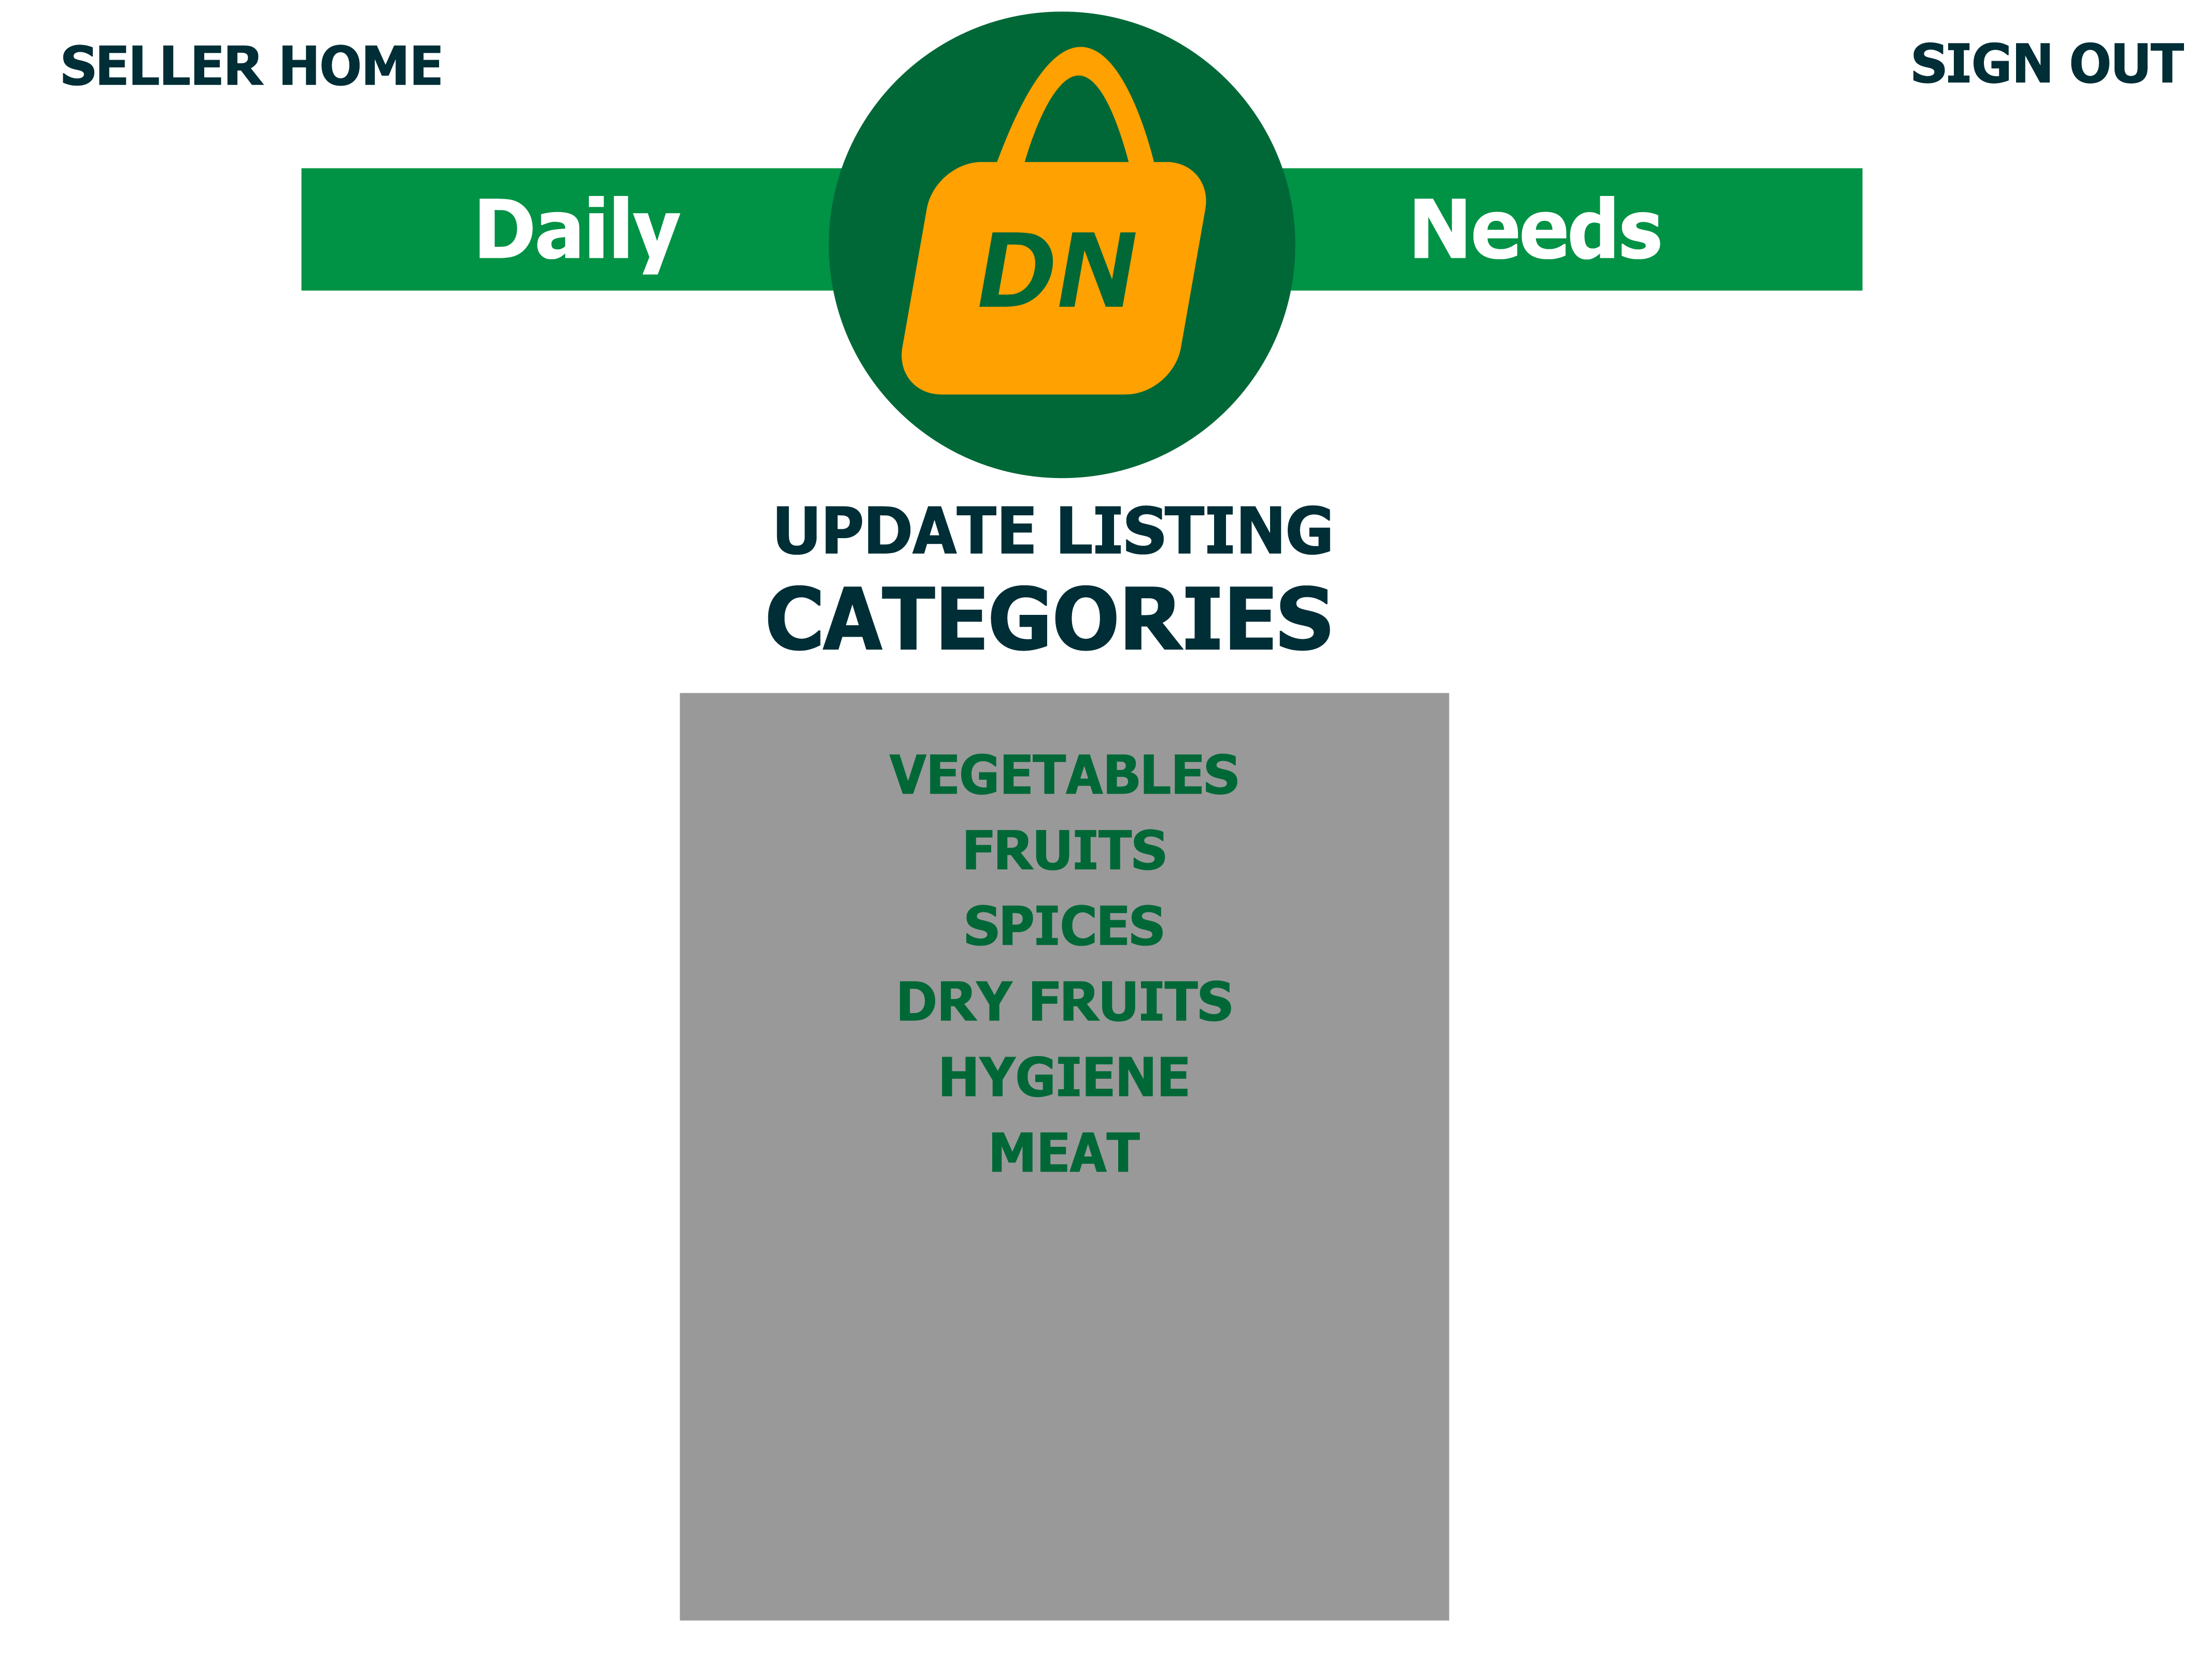 SELLER HOME
SIGN OUT
Daily
DN
Needs
UPDATE LISTING
CATEGORIES
VEGETABLES
FRUITS
SPICES
DRY FRUITS
HYGIENE
MEAT